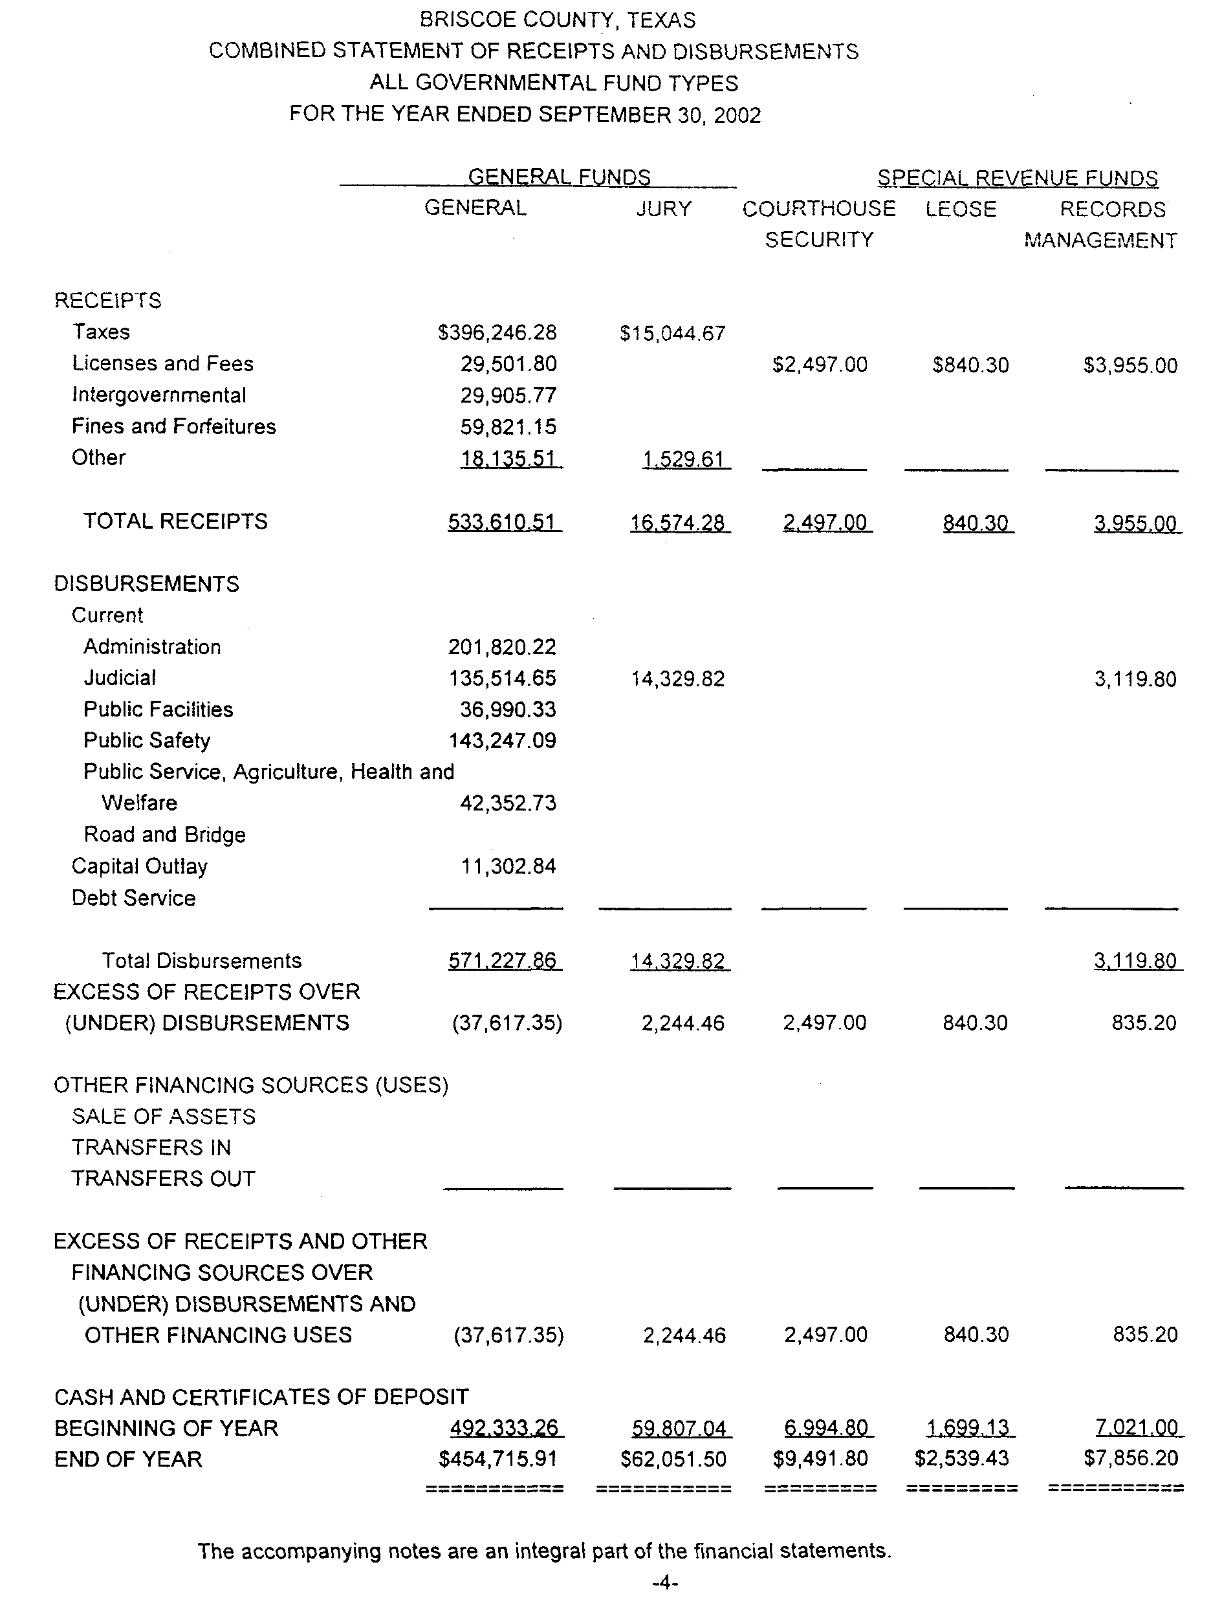 BRISCOE COUNTY, TEXAS
COMBINED STATEMENT OF RECEIPTS AND DISBURSEMENTS
ALL GOVERNMENTAL FUND TYPES
FOR THE YEAR ENDED SEPTEMBER 30, 2002
GENERAL FUNDS SPECIAL REVENUE FUNDS
GENERAL JURY COURTHOUSE LEOSE RECORDS
SECURITY MANAGEMENT
RECEIPTS
Taxes $396,246.28 $15,044.67
Licenses and Fees 29,501.80 $2,497.00 $840.30 $3,955.00
Intergovernmental 29,905.77
Fines and Forfeitures 59,821.15
Other 18,135.51 1,529.61
TOTAL RECEIPTS 533,610.51 16,574.28 2,497.00 840.30 3,955.00
DISBURSEMENTS
Current
Administration 201,820.22
Judicial 135,514.65 14,329.82 3,119.80
Public Facilities 36,990.33
Public Safety 143,247.09
Public Service, Agriculture, Health and
Welfare 42,352.73
Road and Bridge
Capital Outlay 11,302.84
Debt Service
Total Disbursements 571,227.86 14,329.82 3,119.80
EXCESS OF RECEIPTS OVER
(UNDER) DISBURSEMENTS (37,617.35) 2,244.46 2,497.00 840.30 835.20
OTHER FINANCING SOURCES (USES)
SALE OF ASSETS
TRANSFERS IN
TRANSFERS OUT
EXCESS OF RECEIPTS AND OTHER
FINANCING SOURCES OVER
(UNDER) DISBURSEMENTS AND
OTHER FINANCING USES (37,617.35) 2,244.46 2,497.00 840.30 835.20
CASH AND CERTIFICATES OF DEPOSIT
BEGINNING OF YEAR 492,333.26 59,807.04 6,994.80 1,699.13 7,021.00
END OF YEAR $454,715.91 $62,051.50 $9,491.80 $2,539.43 $7,856.20
=========== =========== ========= ========= ===========
The accompanying notes are an integral part of the financial statements.
-4-